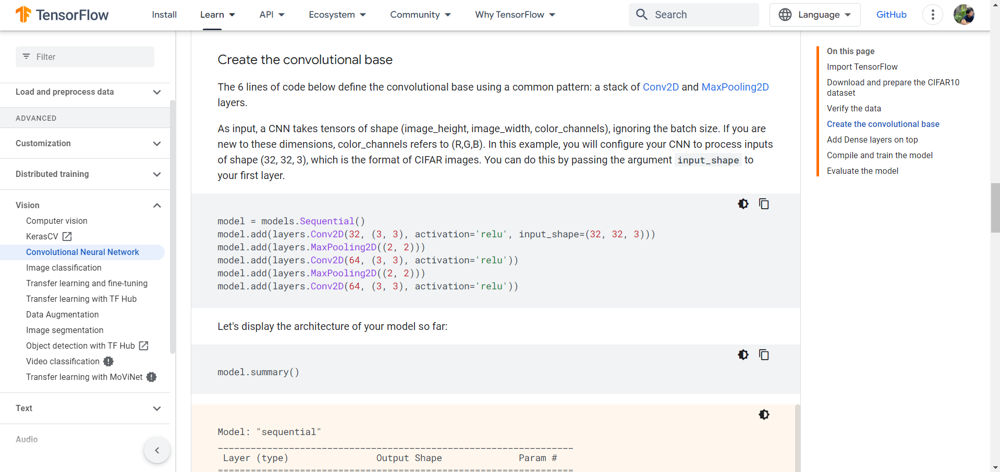 TensorFlow
Install
Learn
API
Ecosystem
Community
Why TensorFlow
Search
Language
GitHub
Filter
Load and preprocess data
ADVANCED
Customization
Distributed training
Vision
Computer vision
KerasCV
Convolutional Neural Network
Image classification
Transfer learning and fine-tuning
Transfer learning with TF Hub
Data Augmentation
Image segmentation
Object detection with TF Hub
Video classification
Transfer learning with MoViNet
Text
Audio
Create the convolutional base
The 6 lines of code below define the convolutional base using a common pattern: a stack of Conv2D and MaxPooling2D
layers.
As input, a CNN takes tensors of shape (image_height, image_width, color_channels), ignoring the batch size. If you are
new to these dimensions, color_channels refers to (R,G,B). In this example, you will configure your CNN to process inputs
of shape (32, 32, 3), which is the format of CIFAR images. You can do this by passing the argument input_shape to
your first layer.
model = models.Sequential()
model.add(layers.Conv2D(32, (3, 3), activation='relu', input_shape=(32, 32, 3)))
model.add(layers.MaxPooling2D((2, 2)))
model.add(layers.Conv2D(64, (3, 3), activation='relu'))
model.add(layers.MaxPooling2D((2, 2)))
model.add(layers.Conv2D(64, (3, 3), activation='relu'))
Let's display the architecture of your model so far:
model.summary()
Model: "sequential"
_________________________________________________________________
Layer (type) Output Shape Param #
=================================================================
On this page
Import TensorFlow
Download and prepare the CIFAR10
dataset
Verify the data
Create the convolutional base
Add Dense layers on top
Compile and train the model
Evaluate the model